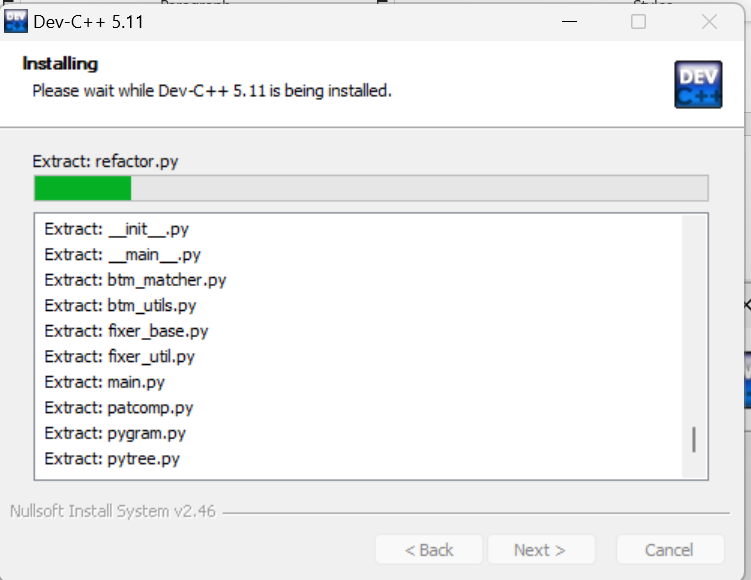 Dev-C++ 5.11
Installing
Please wait while Dev-C++ 5.11 is being installed.
DEV
C++
Extract: refactor.py
Extract: __init__.py
Extract: __main__.py
Extract: btm_matcher.py
Extract: btm_utils.py
Extract: fixer_base.py
Extract: fixer_util.py
Extract: main.py
Extract: patcomp.py
Extract: pygram.py
Extract: pytree.py
Nullsoft Install System v2.46
< Back
Next >
Cancel